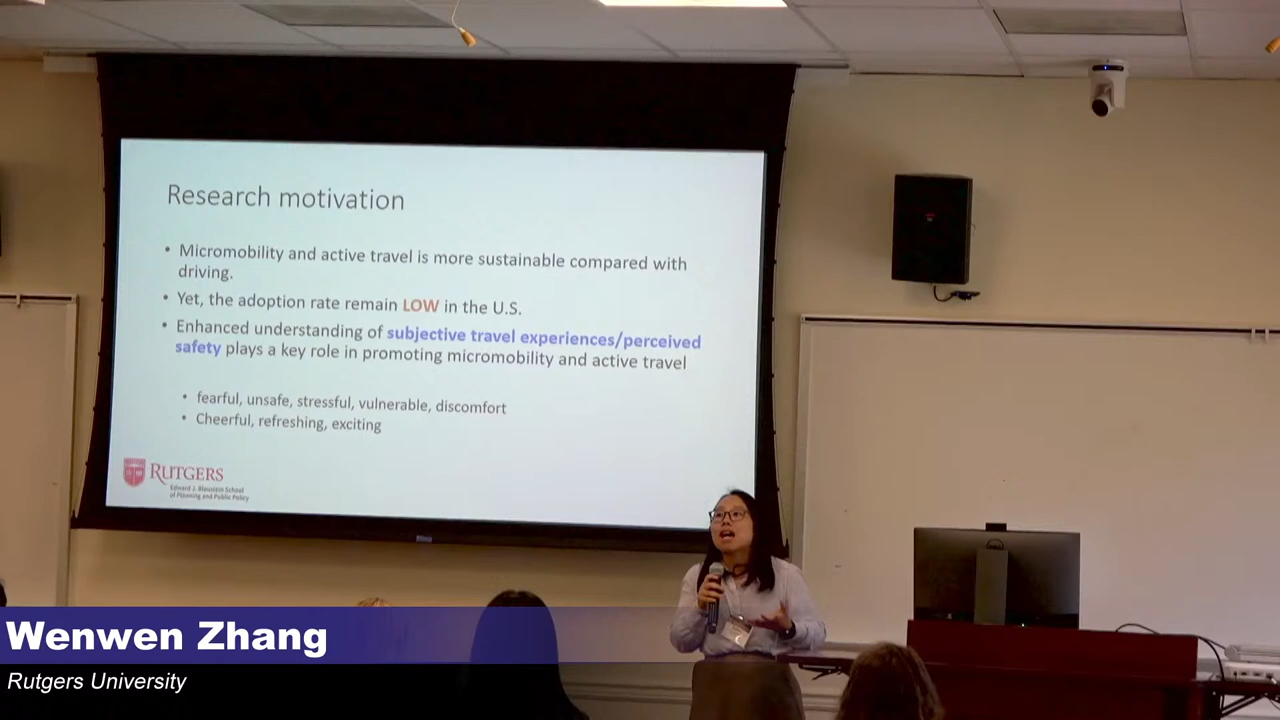 Research motivation
• Micromobility and active travel is more sustainable compared with
driving.
• Yet, the adoption rate remain LOW in the U.S.
• Enhanced understanding of subjective travel experiences/perceived
safety plays a key role in promoting micromobility and active travel
• fearful, unsafe, stressful, vulnerable, discomfort
• Cheerful, refreshing, exciting
RUTGERS
Edward J. Bloustein School
of Planning and Public Policy
Wenwen Zhang
Rutgers University